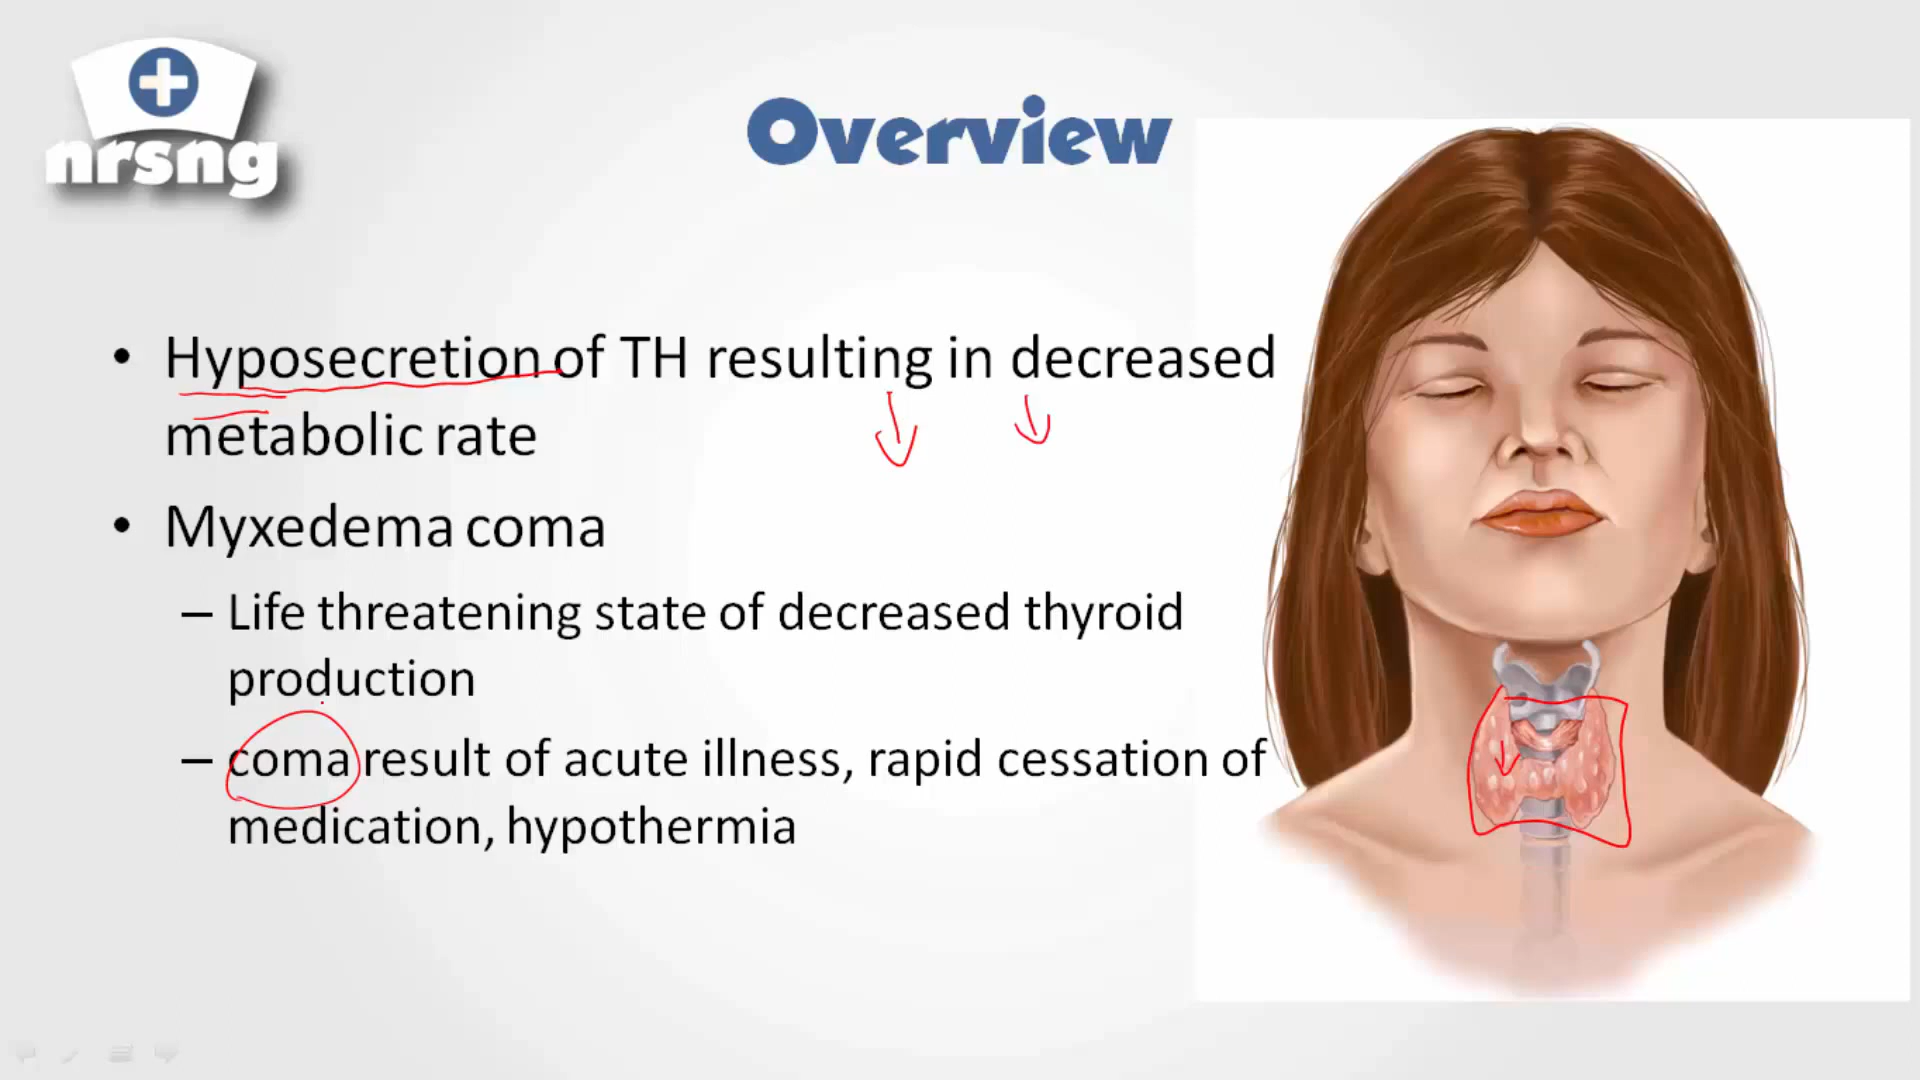 nrsng
Overview
• Hyposecretion of TH resulting in decreased
metabolic rate
• Myxedema coma
– Life threatening state of decreased thyroid
production
– coma result of acute illness, rapid cessation of
medication, hypothermia